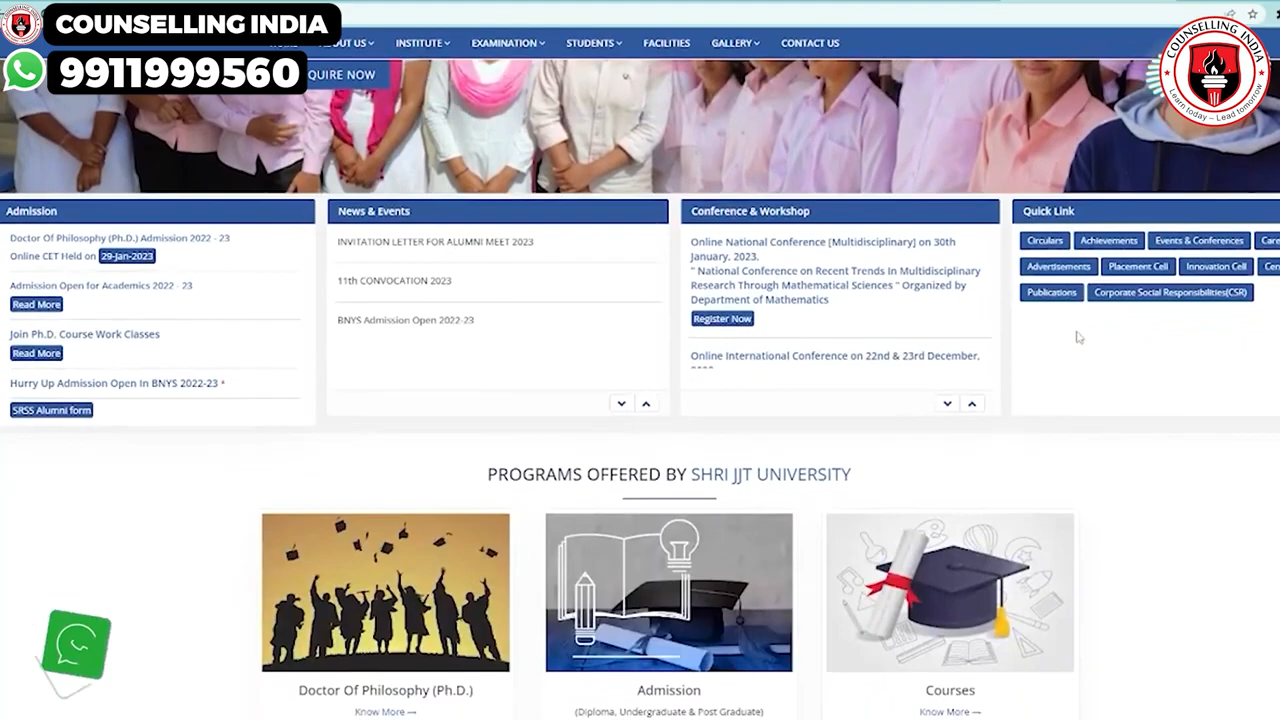 COUNSELLING INDIA
9911999560
ABOUT US
INSTITUTE
EXAMINATION
STUDENTS
FACILITIES
GALLERY
CONTACT US
QUIRE NOW
COUNSELLING INDIA
Learn today – Lead tomorrow
Admission
Doctor Of Philosophy (Ph.D.) Admission 2022 - 23
Online CET Held on 29-Jan-2023
Admission Open for Academics 2022 - 23
Read More
Join Ph.D. Course Work Classes
Read More
Hurry Up Admission Open In BNYS 2022-23 *
SRSS Alumni form
News & Events
INVITATION LETTER FOR ALUMNI MEET 2023
11th CONVOCATION 2023
BNYS Admission Open 2022-23
Conference & Workshop
Online National Conference [Multidisciplinary] on 30th
January, 2023.
" National Conference on Recent Trends In Multidisciplinary
Research Through Mathematical Sciences " Organized by
Department of Mathematics
Register Now
Online International Conference on 22nd & 23rd December,
Quick Link
Circulars Achievements Events & Conferences
Advertisements Placement Cell Innovation Cell
Publications Corporate Social Responsibilities(CSR)
PROGRAMS OFFERED BY SHRI JJT UNIVERSITY
Doctor Of Philosophy (Ph.D.)
Know More →
Admission
(Diploma, Undergraduate & Post Graduate)
Courses
Know More →